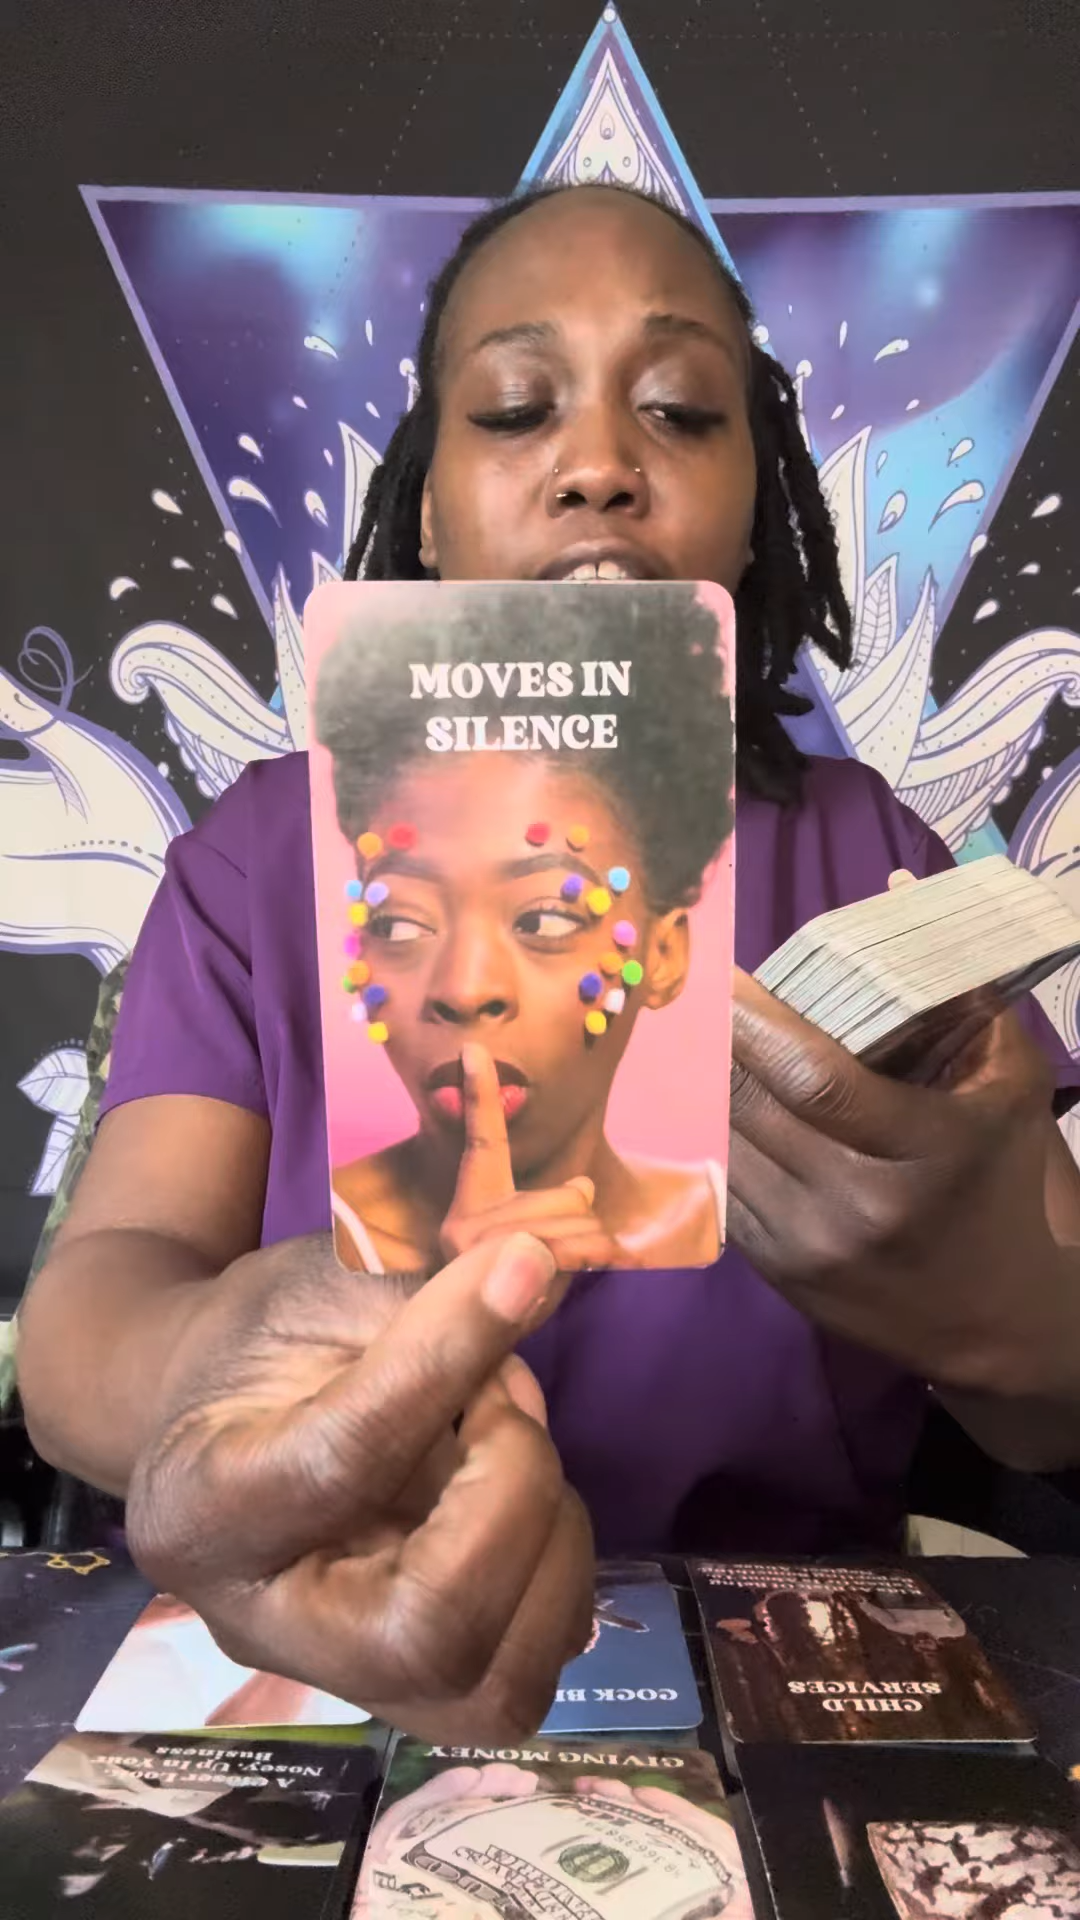 MOVES IN
SILENCE
COCK
CHILD
SERVICES
A Closer Look:
Nosey, Up In Your
Business
GIVING MONEY